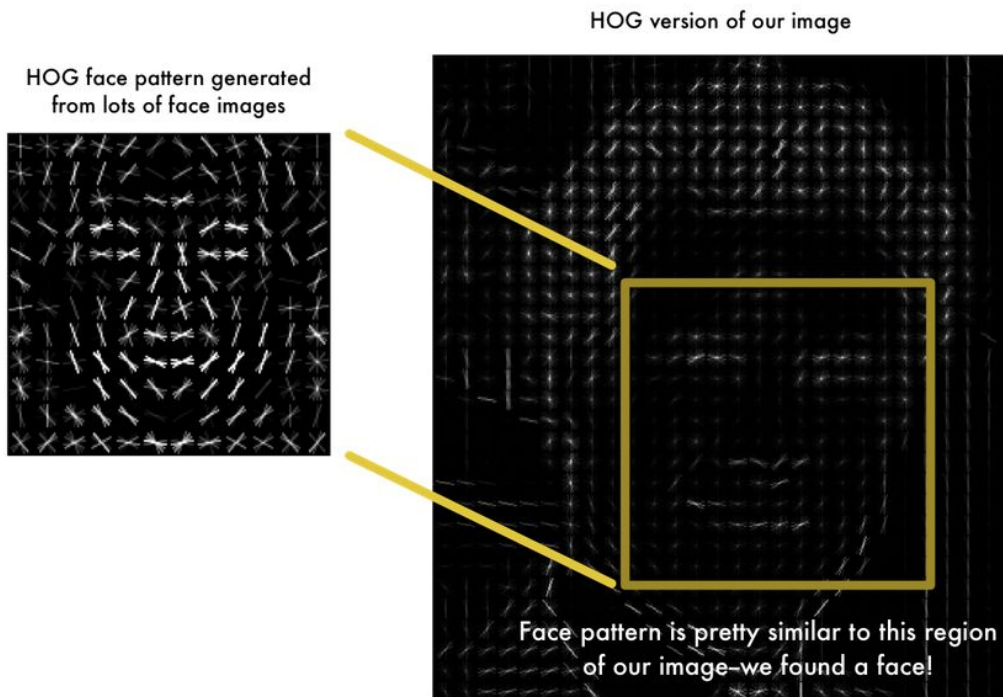 HOG version of our image
HOG face pattern generated
from lots of face images
Face pattern is pretty similar to this region
of our image–we found a face!